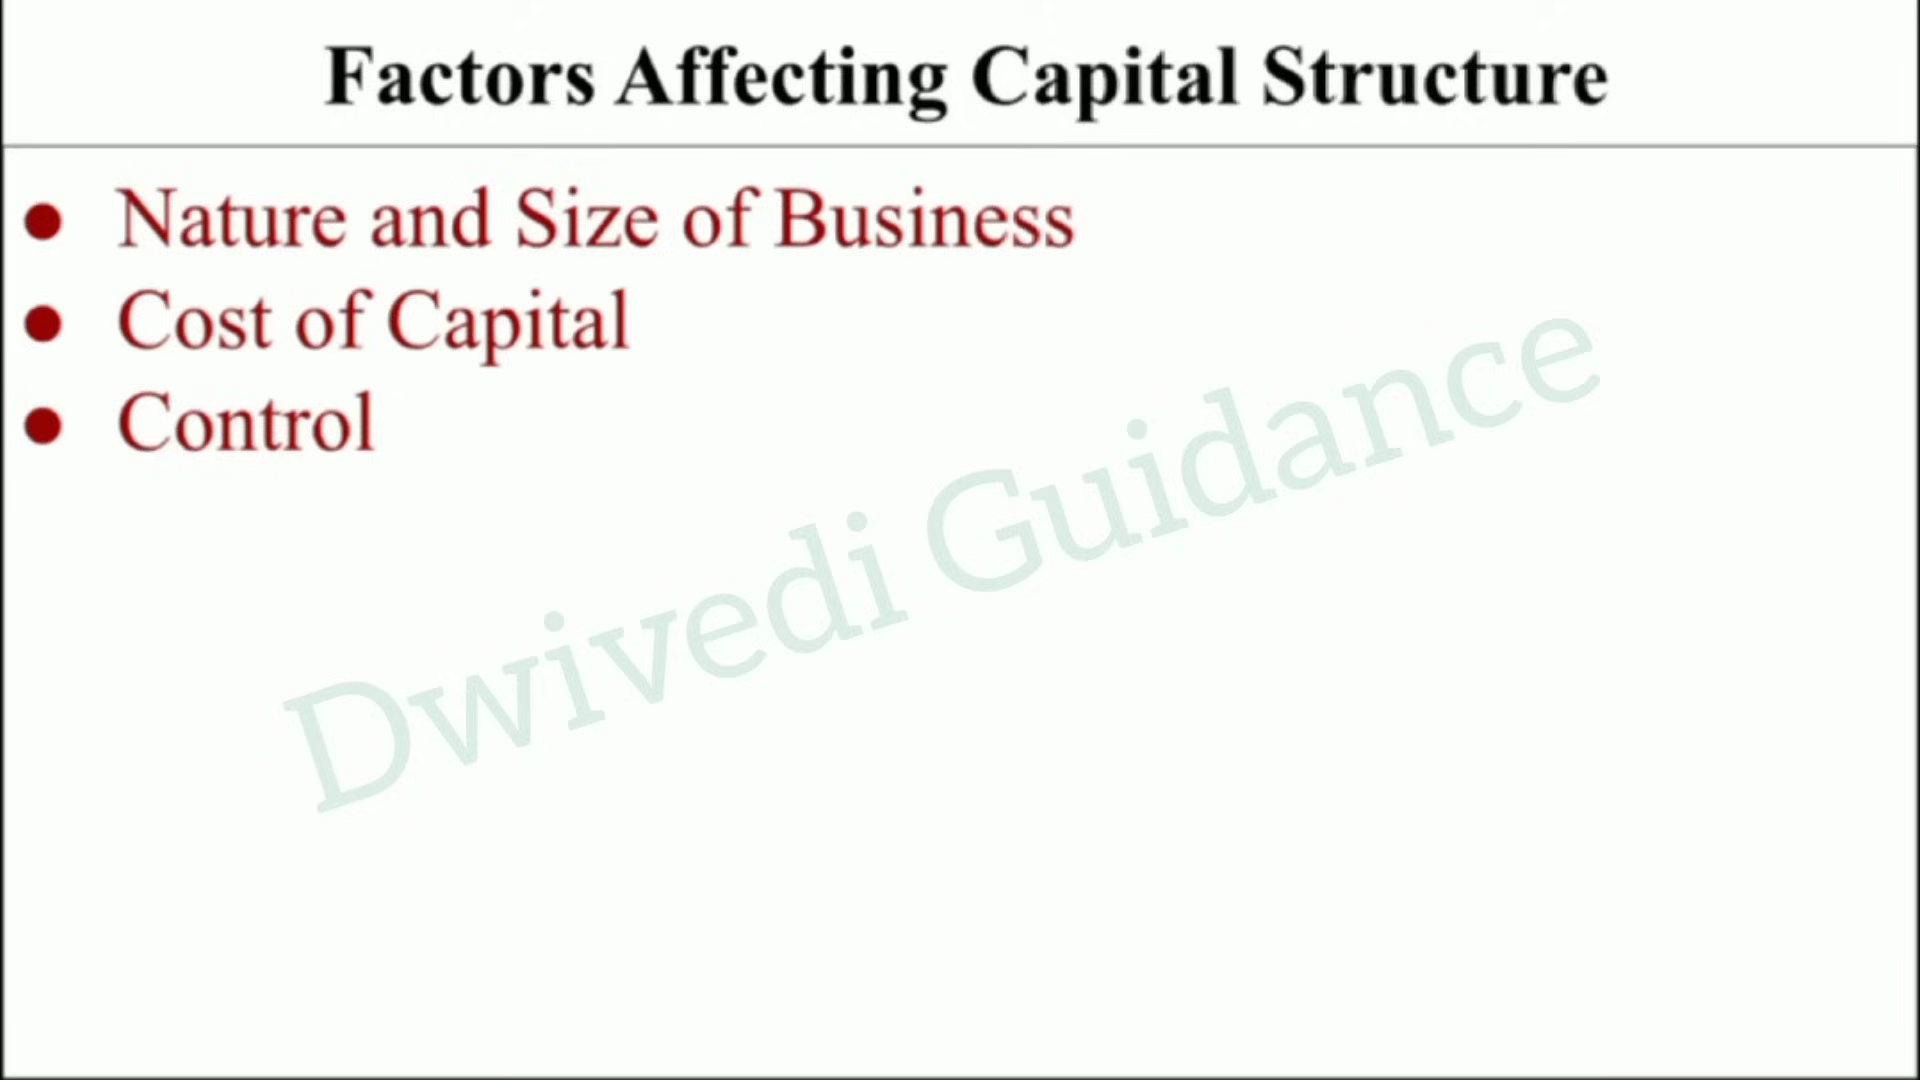 Factors Affecting Capital Structure
● Nature and Size of Business
● Cost of Capital
● Control
Dwivedi Guidance